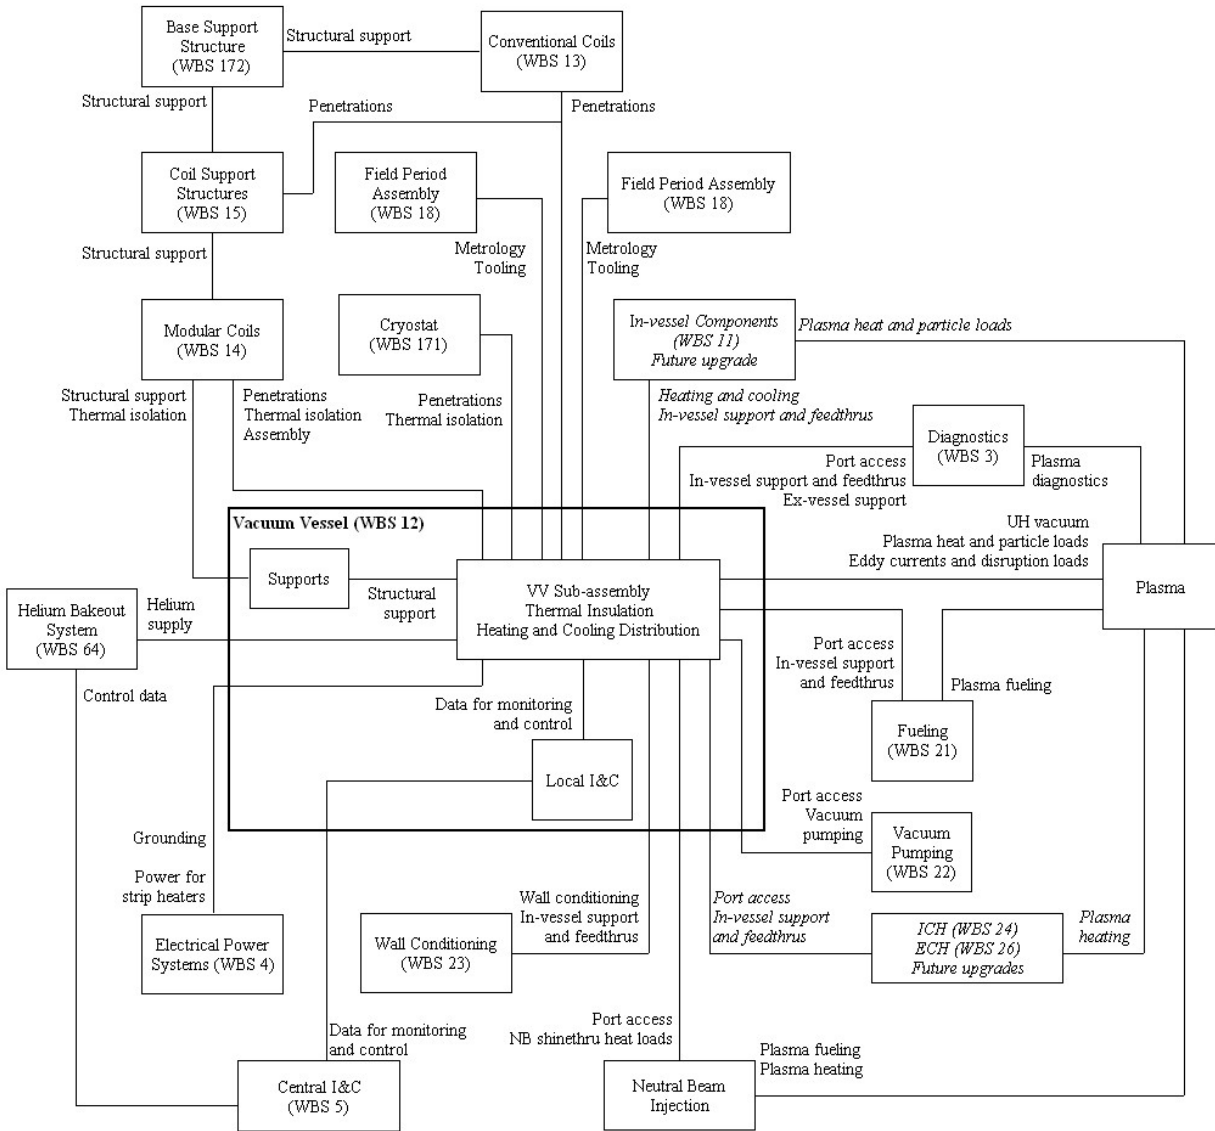 Base Support
Structure
(WBS 172)
Structural support
Conventional Coils
(WBS 13)
Structural support
Penetrations
Penetrations
Coil Support
Structures
(WBS 15)
Field Period
Assembly
(WBS 18)
Field Period Assembly
(WBS 18)
Structural support
Metrology
Tooling
Metrology
Tooling
Modular Coils
(WBS 14)
Cryostat
(WBS 171)
In-vessel Components
(WBS 11)
Future upgrade
Plasma heat and particle loads
Structural support
Thermal isolation
Penetrations
Thermal isolation
Assembly
Penetrations
Thermal isolation
Heating and cooling
In-vessel support and feedthrus
Diagnostics
(WBS 3)
Port access
In-vessel support and feedthrus
Ex-vessel support
Plasma
diagnostics
Vacuum Vessel (WBS 12)
UH vacuum
Plasma heat and particle loads
Eddy currents and disruption loads
Supports
Structural
support
VV Sub-assembly
Thermal Insulation
Heating and Cooling Distribution
Plasma
Helium Bakeout
System
(WBS 64)
Helium
supply
Port access
In-vessel support
and feedthrus
Plasma fueling
Control data
Data for monitoring
and control
Fueling
(WBS 21)
Local I&C
Port access
Vacuum
pumping
Vacuum
Pumping
(WBS 22)
Grounding
Power for
strip heaters
Electrical Power
Systems (WBS 4)
Wall conditioning
In-vessel support
and feedthrus
Wall Conditioning
(WBS 23)
Port access
In-vessel support
and feedthrus
ICH (WBS 24)
ECH (WBS 26)
Future upgrades
Plasma
heating
Data for monitoring
and control
Port access
NB shinethru heat loads
Plasma fueling
Plasma heating
Central I&C
(WBS 5)
Neutral Beam
Injection